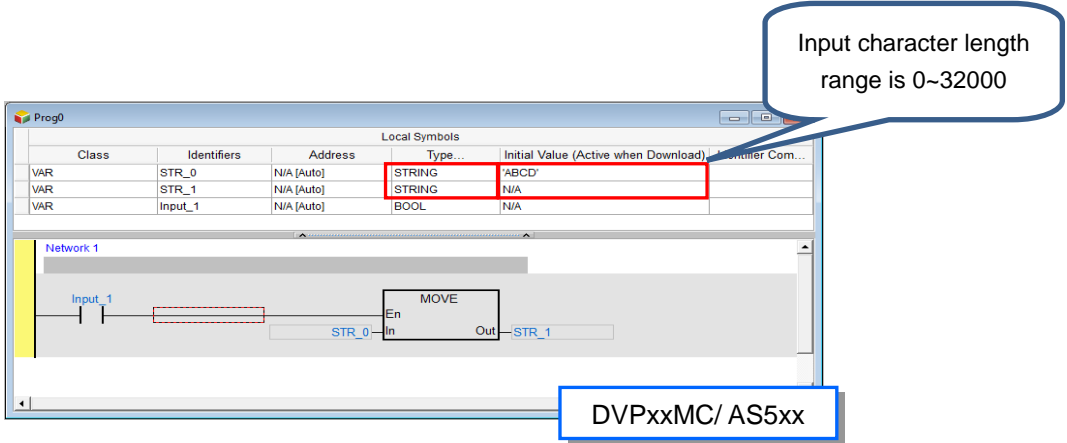 Input character length
range is 0~32000
Prog0
Local Symbols
Class Identifiers Address Type... Initial Value (Active when Download) Identifier Com...
VAR STR_0 N/A [Auto] STRING 'ABCD'
VAR STR_1 N/A [Auto] STRING N/A
VAR Input_1 N/A [Auto] BOOL N/A
Network 1
Input_1
MOVE
En
STR_0 In Out STR_1
DVPxxMC/ AS5xx